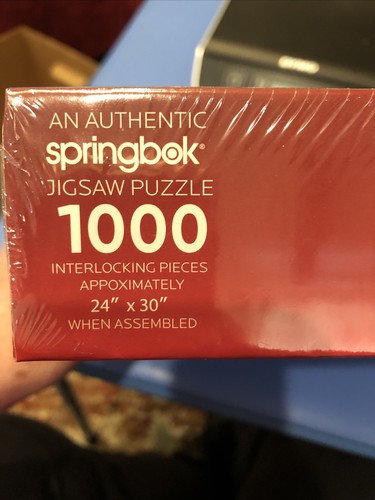 AN AUTHENTIC
springbok®
JIGSAW PUZZLE
1000
INTERLOCKING PIECES
APPOXIMATELY
24" x 30"
WHEN ASSEMBLED